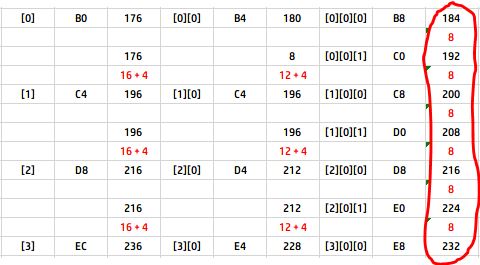 [0] B0 176 [0][0] B4 180 [0][0][0] B8 184
8
176 8 [0][0][1] C0 192
16 + 4 12 + 4 8
[1] C4 196 [1][0] C4 196 [1][0][0] C8 200
8
196 196 [1][0][1] D0 208
16 + 4 12 + 4 8
[2] D8 216 [2][0] D4 212 [2][0][0] D8 216
8
216 212 [2][0][1] E0 224
16 + 4 12 + 4 8
[3] EC 236 [3][0] E4 228 [3][0][0] E8 232